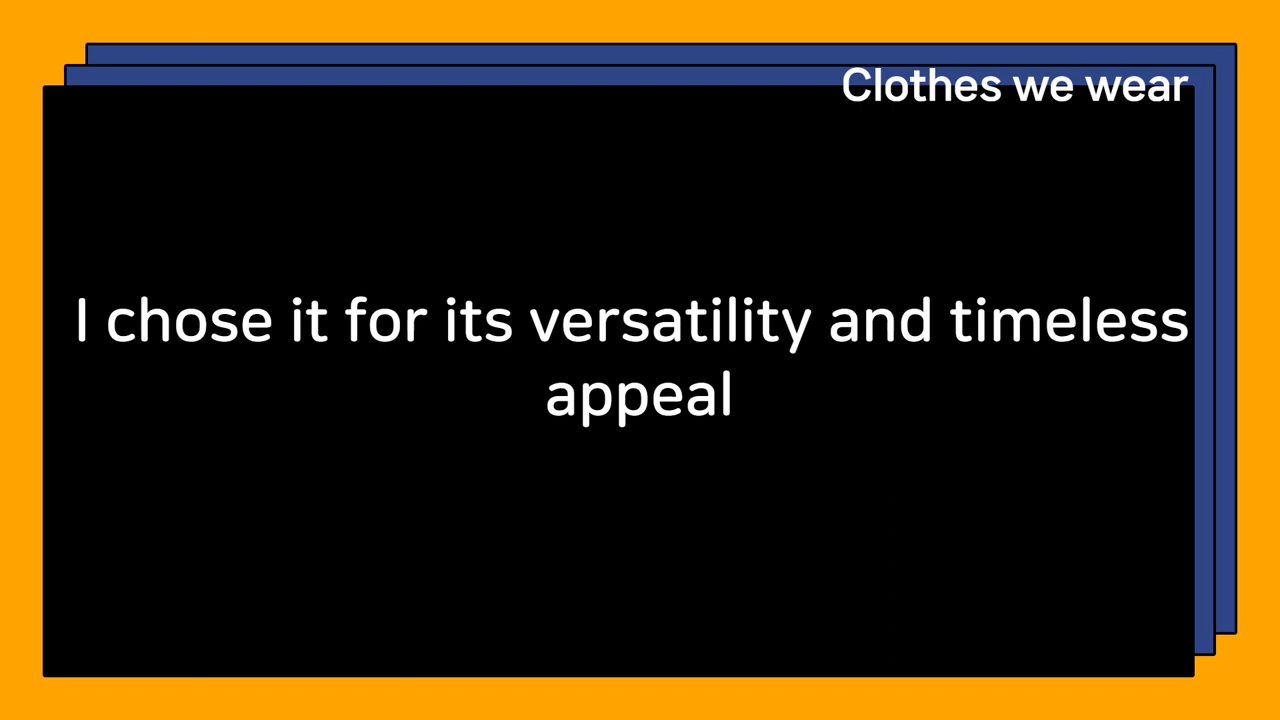 Clothes we wear
I chose it for its versatility and timeless
appeal